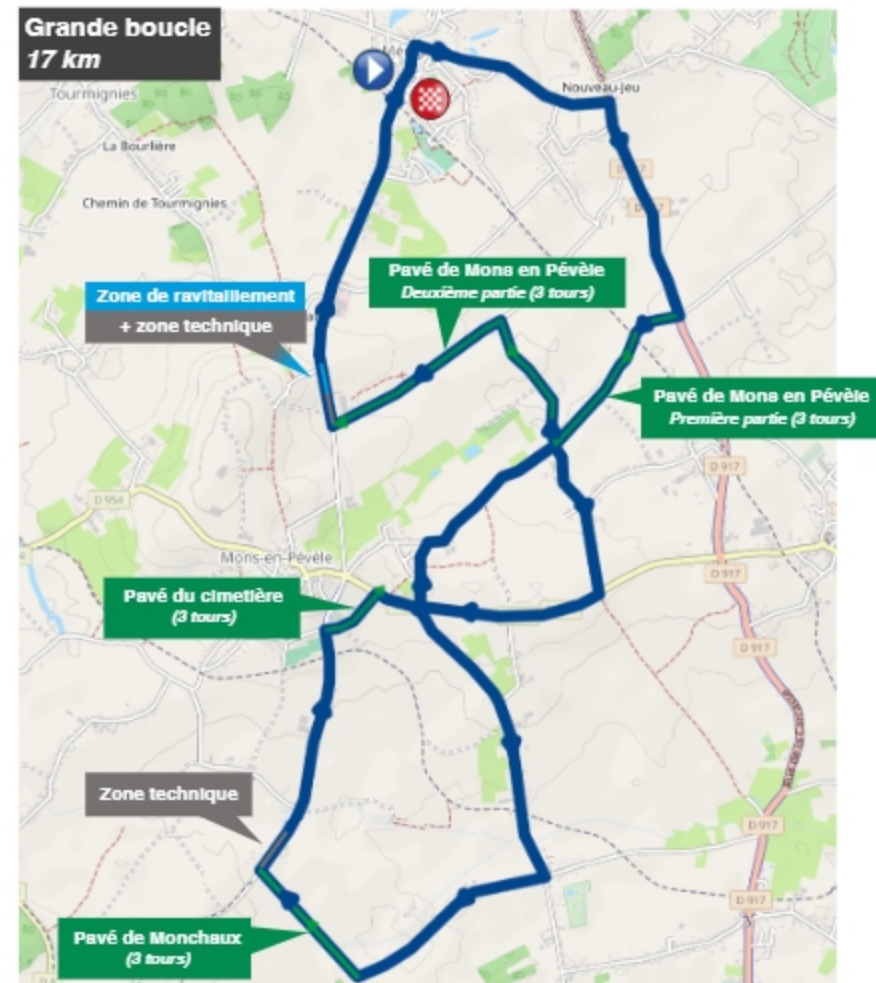 Grande boucle
17 km
Tourmignies
Nouveau-Jeu
La Bourlière
Chemin de Tourmignies
D 917
Pavé de Mons en Pévèle
Deuxième partie (3 tours)
Zone de ravitaillement
+ zone technique
Pavé de Mons en Pévèle
Première partie (3 tours)
D 917
D 954
Mons-en-Pévèle
D 917
Pavé du cimetière
(3 tours)
D 917
Zone technique
D 917
D 917
Pavé de Monchaux
(3 tours)